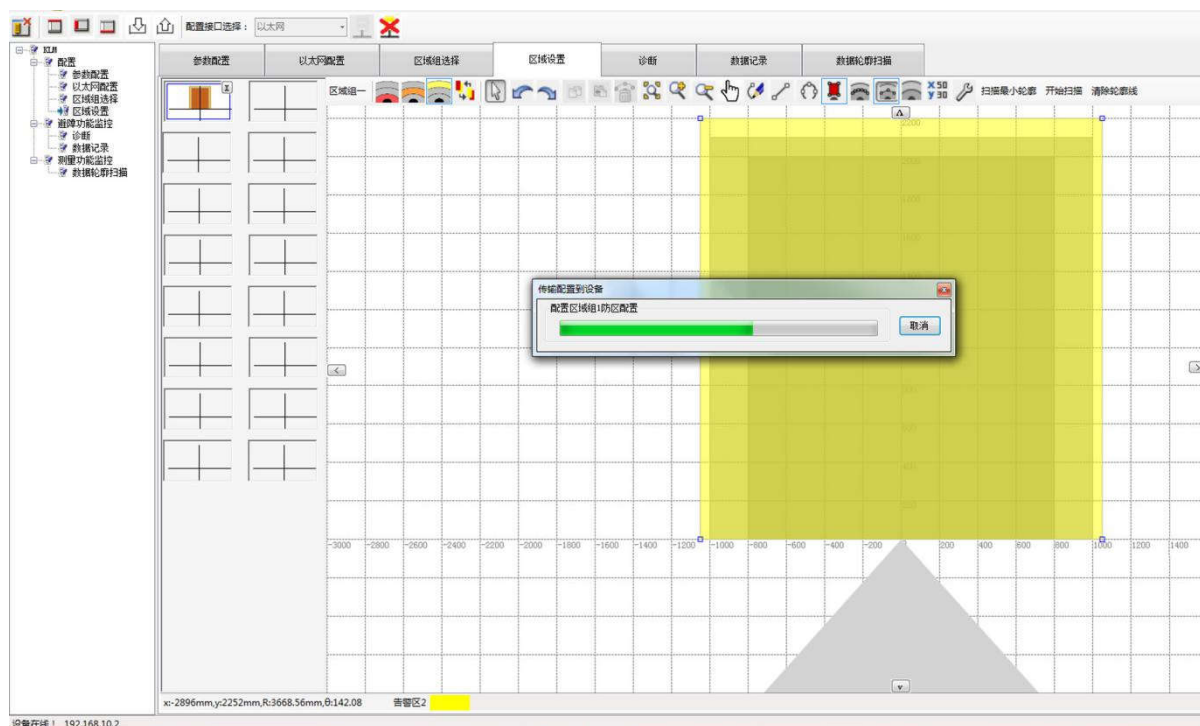 配置接口选择： 以太网
KLM
配置
参数配置
以太网配置
区域组选择
区域设置
避障功能监控
诊断
数据记录
测量功能监控
数据轮廓扫描
参数配置 以太网配置 区域组选择 区域设置 诊断 数据记录 数据轮廓扫描
区域组一 X 50 Y 30 扫描最小轮廓 开始扫描 清除轮廓线
传输配置到设备
配置区域组1防区配置
取消
-3000 -2800 -2600 -2400 -2200 -2000 -1800 -1600 -1400 -1200 -1000 -800 -600 -400 -200 0 200 400 600 800 1000 1200 1400
x:-2896mm,y:2252mm,R:3668.56mm,θ:142.08 告警区2
设备在线！ 192.168.10.2